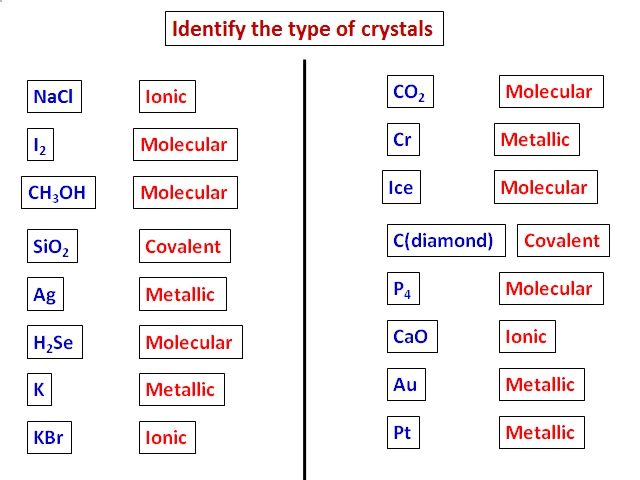 Identify the type of crystals
NaCl Ionic
I₂ Molecular
CH₃OH Molecular
SiO₂ Covalent
Ag Metallic
H₂Se Molecular
K Metallic
KBr Ionic
CO₂ Molecular
Cr Metallic
Ice Molecular
C(diamond) Covalent
P₄ Molecular
CaO Ionic
Au Metallic
Pt Metallic